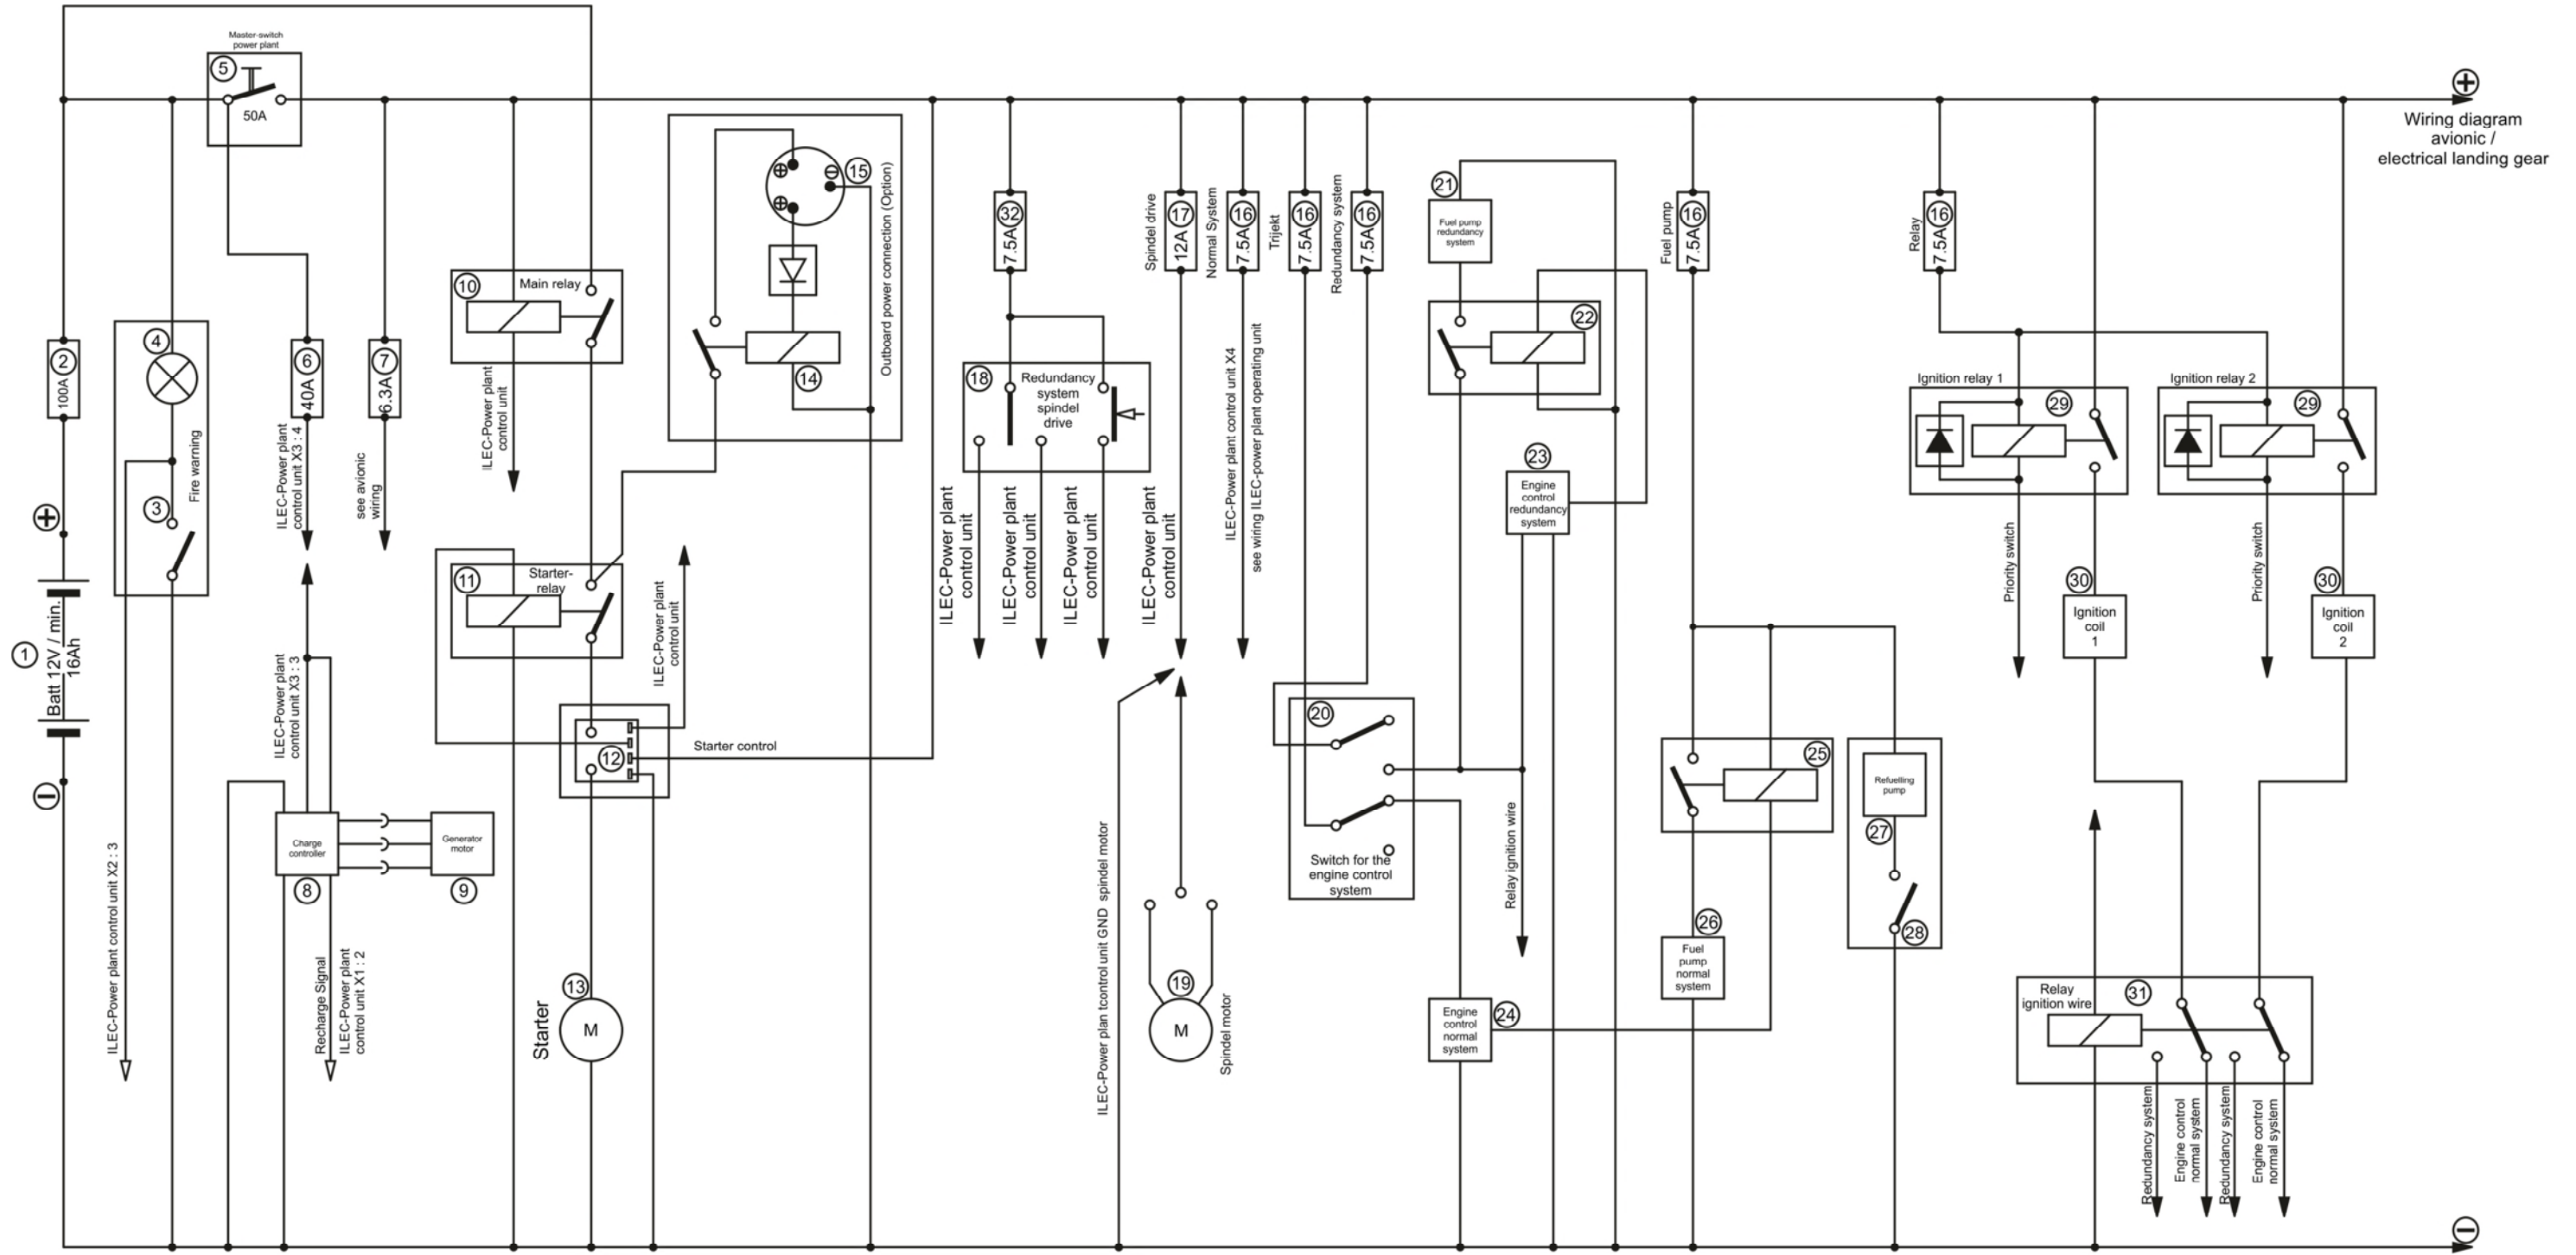 Master-switch
power plant
5
50A
+
Wiring diagram
avionic /
electrical landing gear
2
100A
4
3
Fire warning
6
40A
ILEC-Power plant
control unit X3 : 4
7
6.3A
see avionic
wiring
10
Main relay
ILEC-Power plant
control unit
15
14
Outboard power connection (Option)
32
7.5A
Spindel drive
17
12A
Normal System
16
7.5A
Trijekt
16
7.5A
Redundancy system
16
7.5A
21
Fuel pump
redundancy
system
22
Fuel pump
16
7.5A
Relay
16
7.5A
18
Redundancy
system
spindel
drive
ILEC-Power plant
control unit
ILEC-Power plant
control unit
ILEC-Power plant
control unit
ILEC-Power plant
control unit
ILEC-Power plant control unit X4
see wiring ILEC-power plant operating unit
23
Engine
control
redundancy
system
Ignition relay 1
29
Ignition relay 2
29
Priority switch
Priority switch
30
Ignition
coil
1
30
Ignition
coil
2
+
1
Batt 12V / min.
16Ah
−
11
Starter-
relay
ILEC-Power plant
control unit
ILEC-Power plant
control unit X3 : 3
12
Starter control
20
Switch for the
engine control
system
25
Refuelling
pump
27
28
ILEC-Power plant control unit X2 : 3
Charge
controller
8
Generator
motor
9
Recharge Signal
ILEC-Power plant
control unit X1 : 2
13
M
Starter
ILEC-Power plan tcontrol unit GND spindel motor
19
M
Spindel motor
Relay ignition wire
24
Engine
control
normal
system
26
Fuel
pump
normal
system
Relay
ignition wire
31
Redundancy system
Engine control
normal system
Redundancy system
Engine control
normal system
−